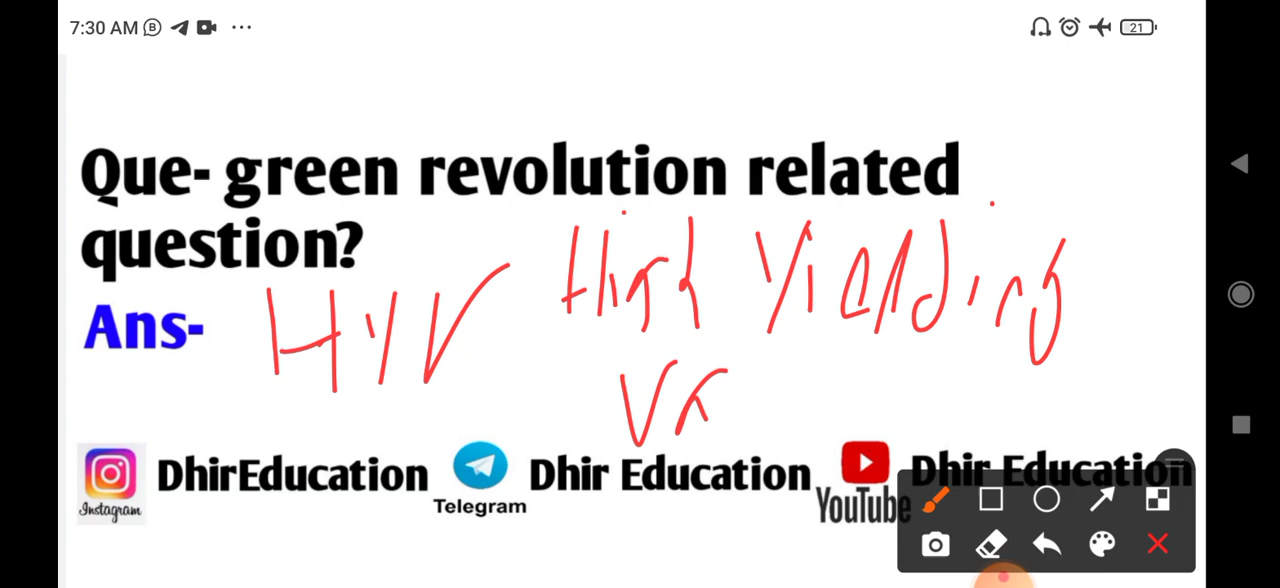 7:30 AM
21
Que- green revolution related
question?
Ans-
HYV High Yielding
Va
DhirEducation
Dhir Education
Dhir Education
Instagram
Telegram
YouTube